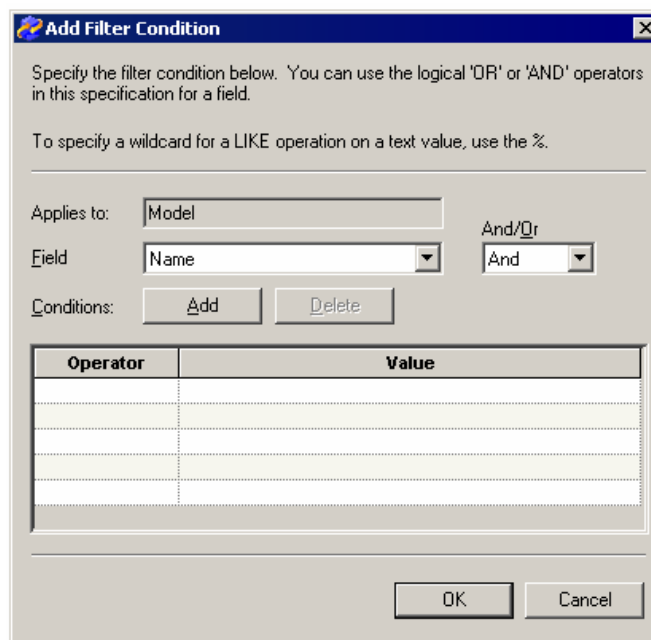 Add Filter Condition
Specify the filter condition below. You can use the logical 'OR' or 'AND' operators
in this specification for a field.
To specify a wildcard for a LIKE operation on a text value, use the %.
Applies to: Model
And/Or
Field Name And
Conditions: Add Delete
Operator Value
OK Cancel